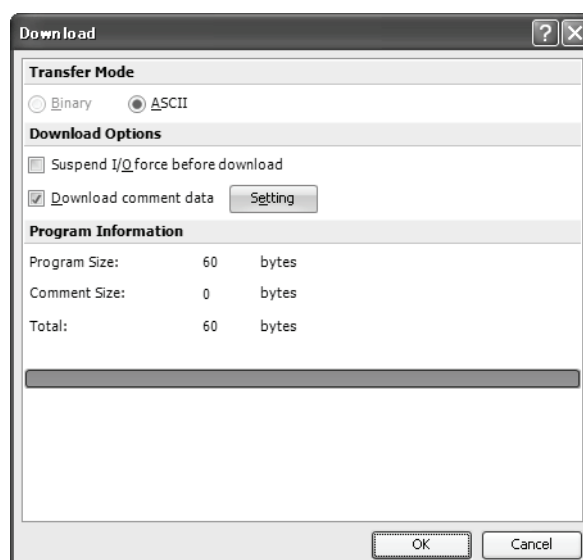 Download
Transfer Mode
Binary ASCII
Download Options
Suspend I/O force before download
Download comment data Setting
Program Information
Program Size: 60 bytes
Comment Size: 0 bytes
Total: 60 bytes
OK Cancel